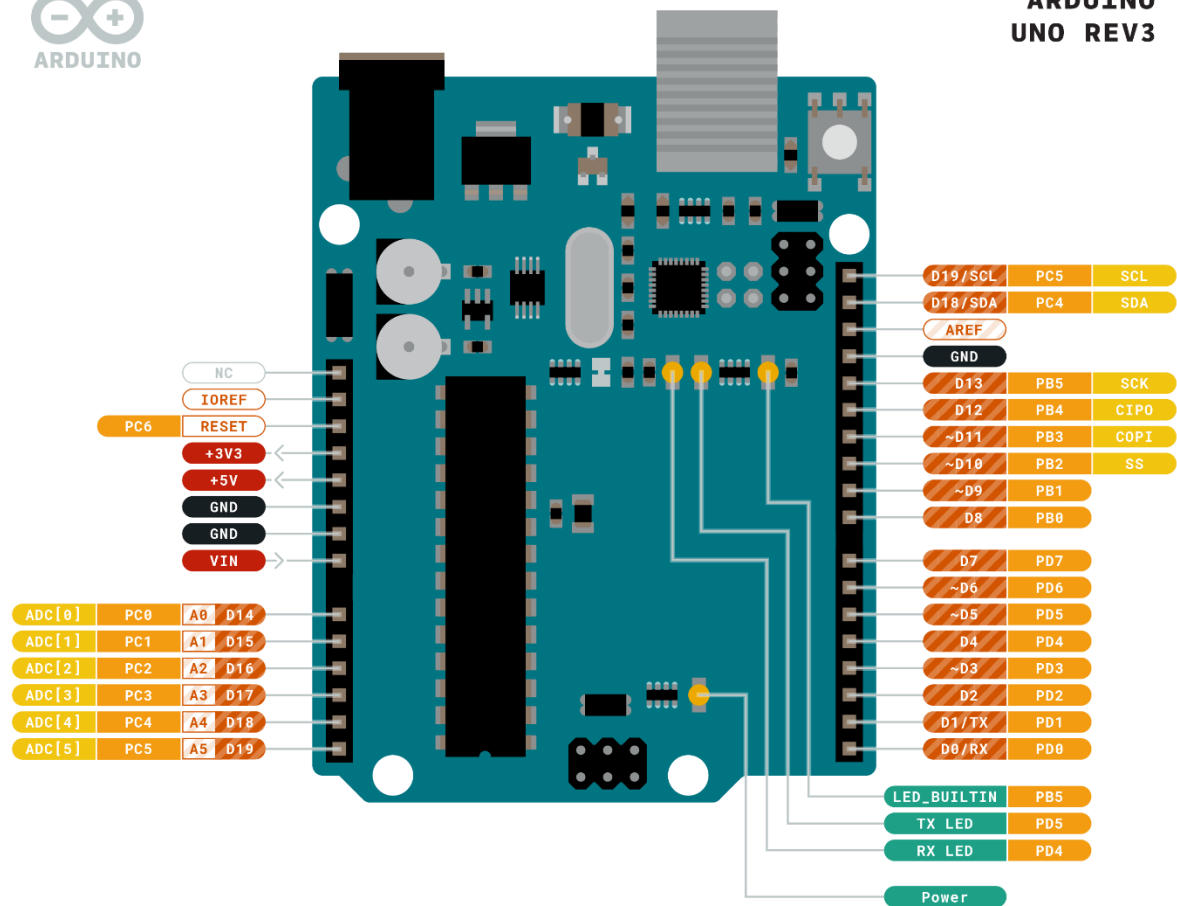 ARDUINO
UNO REV3
ARDUINO
NC
IOREF
PC6 RESET
+3V3
+5V
GND
GND
VIN
ADC[0] PC0 A0 D14
ADC[1] PC1 A1 D15
ADC[2] PC2 A2 D16
ADC[3] PC3 A3 D17
ADC[4] PC4 A4 D18
ADC[5] PC5 A5 D19
D19/SCL PC5 SCL
D18/SDA PC4 SDA
AREF
GND
D13 PB5 SCK
D12 PB4 CIPO
~D11 PB3 COPI
~D10 PB2 SS
~D9 PB1
D8 PB0
D7 PD7
~D6 PD6
~D5 PD5
D4 PD4
~D3 PD3
D2 PD2
D1/TX PD1
D0/RX PD0
LED_BUILTIN PB5
TX LED PD5
RX LED PD4
Power